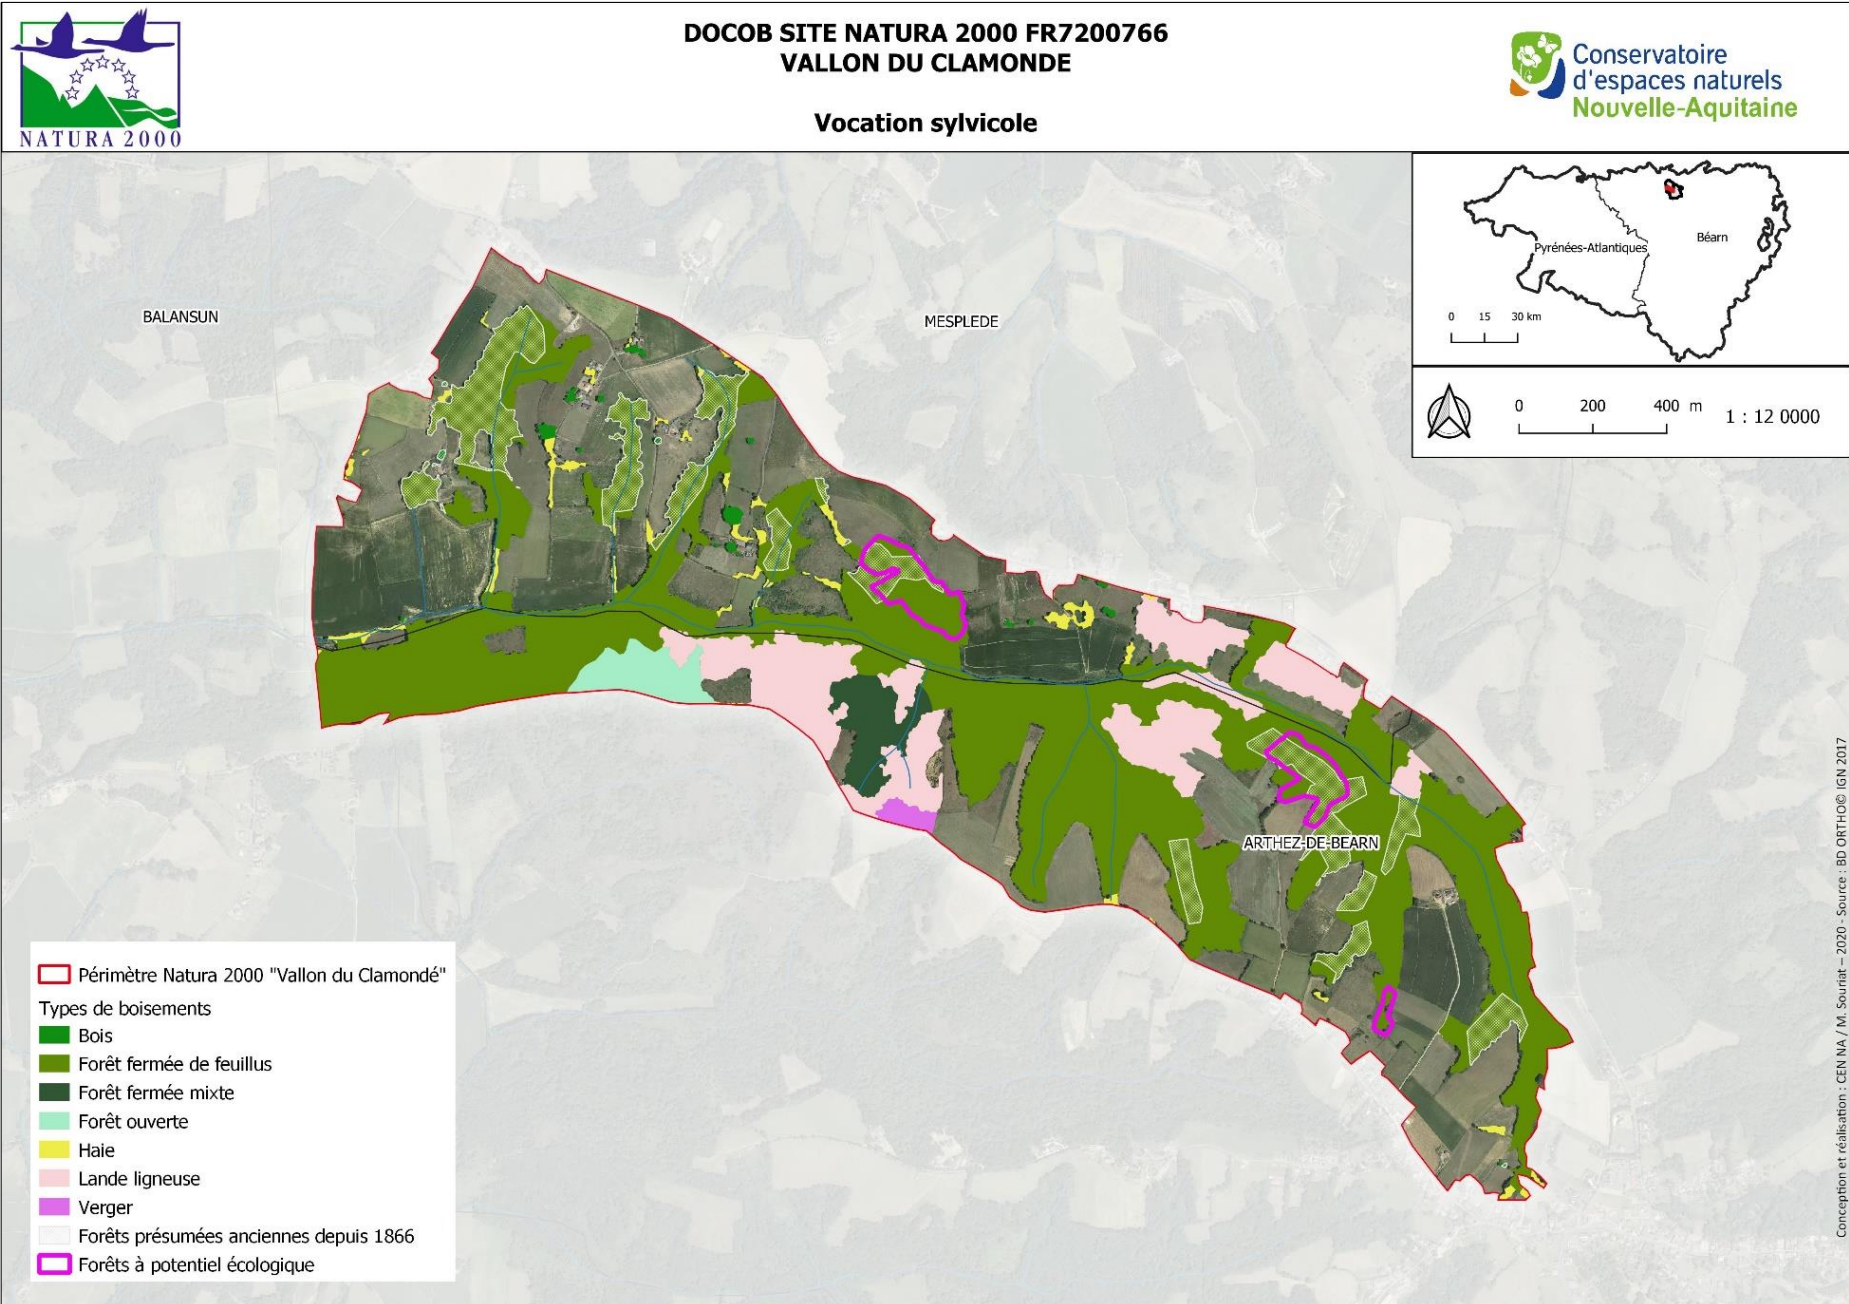 NATURA 2000
DOCOB SITE NATURA 2000 FR7200766
VALLON DU CLAMONDE
Vocation sylvicole
Conservatoire
d'espaces naturels
Nouvelle-Aquitaine
Pyrénées-Atlantiques
Béarn
0 15 30 km
0 200 400 m
1 : 12 0000
BALANSUN
MESPLEDE
ARTHEZ-DE-BEARN
Périmètre Natura 2000 "Vallon du Clamondé"
Types de boisements
Bois
Forêt fermée de feuillus
Forêt fermée mixte
Forêt ouverte
Haie
Lande ligneuse
Verger
Forêts présumées anciennes depuis 1866
Forêts à potentiel écologique
Conception et réalisation : CEN NA / M. Souriat – 2020 - Source : BD ORTHO© IGN 2017